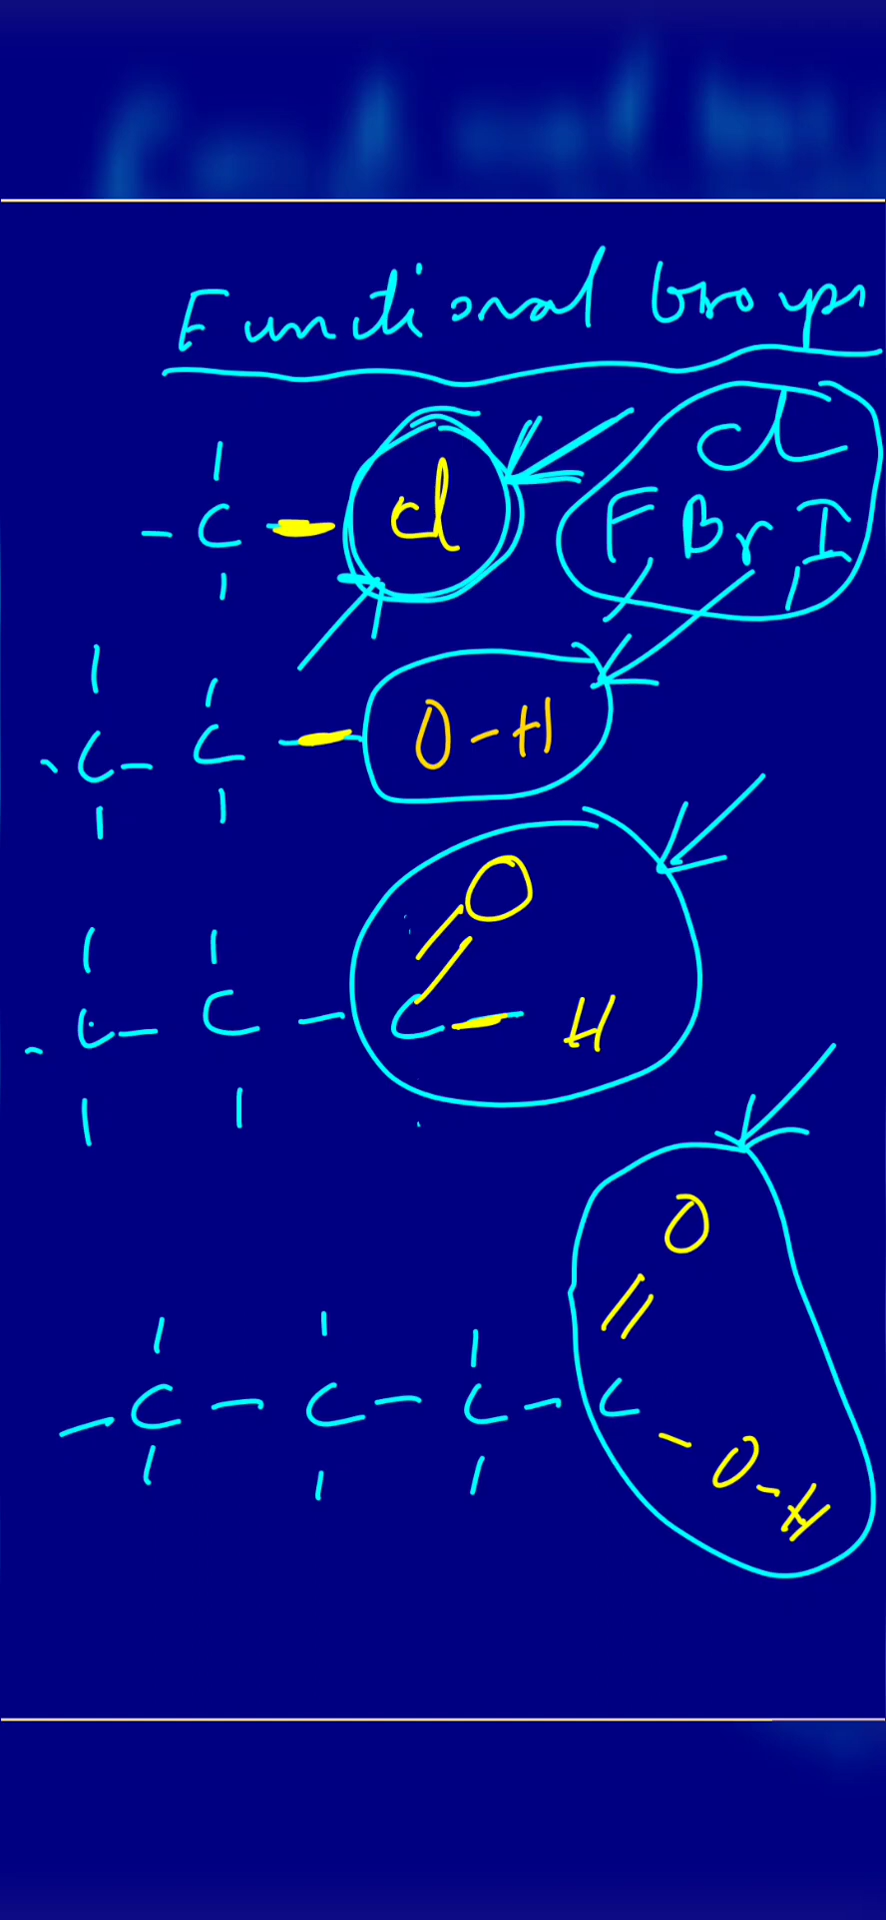 Functional Groups
Cl
- C - Cl
F Br I
- C - C - O-H
O
- C - C - C - H
O
- C - C - C - C - O-H